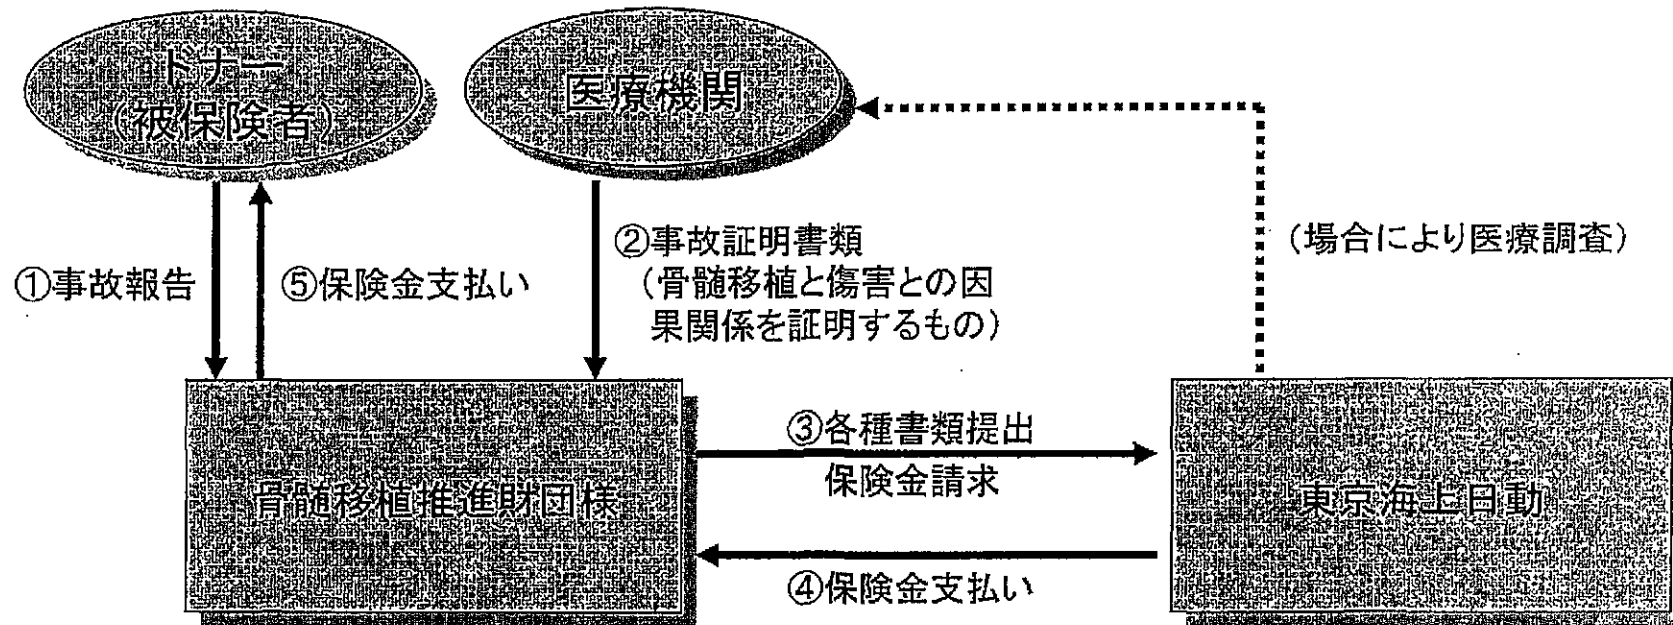 ドナー
(被保険者)
医療機関
①事故報告
⑤保険金支払い
②事故証明書類
(骨髄移植と傷害との因
果関係を証明するもの)
(場合により医療調査)
③各種書類提出
保険金請求
骨髄移植推進財団様
東京海上日動
④保険金支払い